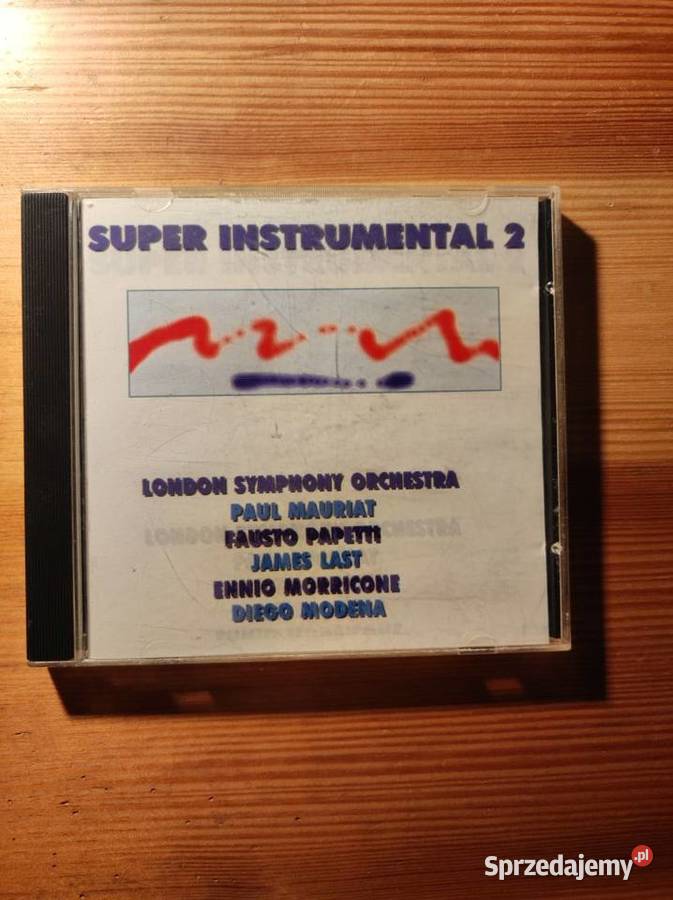 SUPER INSTRUMENTAL 2
LONDON SYMPHONY ORCHESTRA
PAUL MAURIAT
FAUSTO PAPETTI
JAMES LAST
ENNIO MORRICONE
DIEGO MODENA
Sprzedajemy.pl